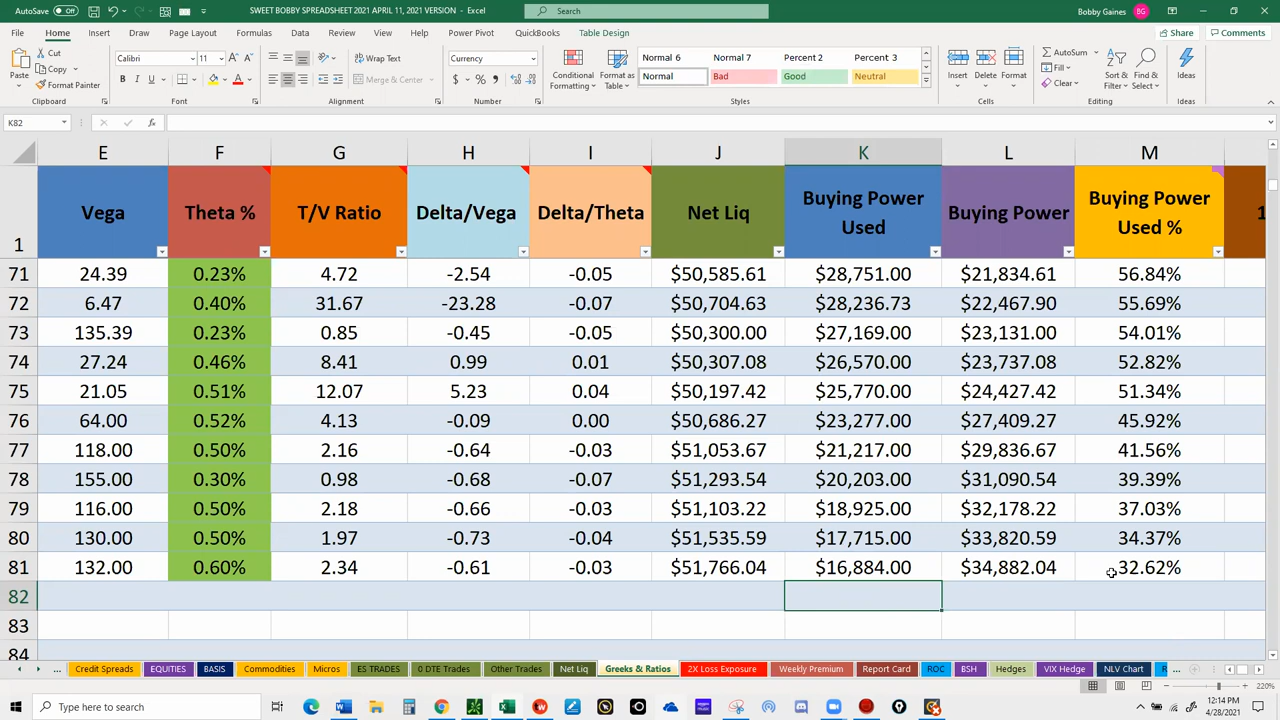 AutoSave Off SWEET BOBBY SPREADSHEET 2021 APRIL 11, 2021 VERSION - Excel Search Bobby Gaines BG
File Home Insert Draw Page Layout Formulas Data Review View Help Power Pivot QuickBooks Table Design Share Comments
Paste Cut Copy Format Painter Clipboard
Calibri 11 B I U Font
Wrap Text Merge & Center Alignment
Currency $ % Number
Conditional Formatting Format as Table
Normal 6 Normal 7 Percent 2 Percent 3
Normal Bad Good Neutral
Styles
Insert Delete Format Cells
AutoSum Fill Clear Sort & Filter Find & Select Editing
Ideas Ideas
K82 fx
E F G H I J K L M
1 Vega Theta % T/V Ratio Delta/Vega Delta/Theta Net Liq Buying Power Used Buying Power Buying Power Used % 1
71 24.39 0.23% 4.72 -2.54 -0.05 $50,585.61 $28,751.00 $21,834.61 56.84%
72 6.47 0.40% 31.67 -23.28 -0.07 $50,704.63 $28,236.73 $22,467.90 55.69%
73 135.39 0.23% 0.85 -0.45 -0.05 $50,300.00 $27,169.00 $23,131.00 54.01%
74 27.24 0.46% 8.41 0.99 0.01 $50,307.08 $26,570.00 $23,737.08 52.82%
75 21.05 0.51% 12.07 5.23 0.04 $50,197.42 $25,770.00 $24,427.42 51.34%
76 64.00 0.52% 4.13 -0.09 0.00 $50,686.27 $23,277.00 $27,409.27 45.92%
77 118.00 0.50% 2.16 -0.64 -0.03 $51,053.67 $21,217.00 $29,836.67 41.56%
78 155.00 0.30% 0.98 -0.68 -0.07 $51,293.54 $20,203.00 $31,090.54 39.39%
79 116.00 0.50% 2.18 -0.66 -0.03 $51,103.22 $18,925.00 $32,178.22 37.03%
80 130.00 0.50% 1.97 -0.73 -0.04 $51,535.59 $17,715.00 $33,820.59 34.37%
81 132.00 0.60% 2.34 -0.61 -0.03 $51,766.04 $16,884.00 $34,882.04 32.62%
82
83
84
... Credit Spreads EQUITIES BASIS Commodities Micros ES TRADES 0 DTE Trades Other Trades Net Liq Greeks & Ratios 2X Loss Exposure Weekly Premium Report Card ROC BSH Hedges VIX Hedge NLV Chart R ...
220%
Type here to search
12:14 PM
4/28/2021